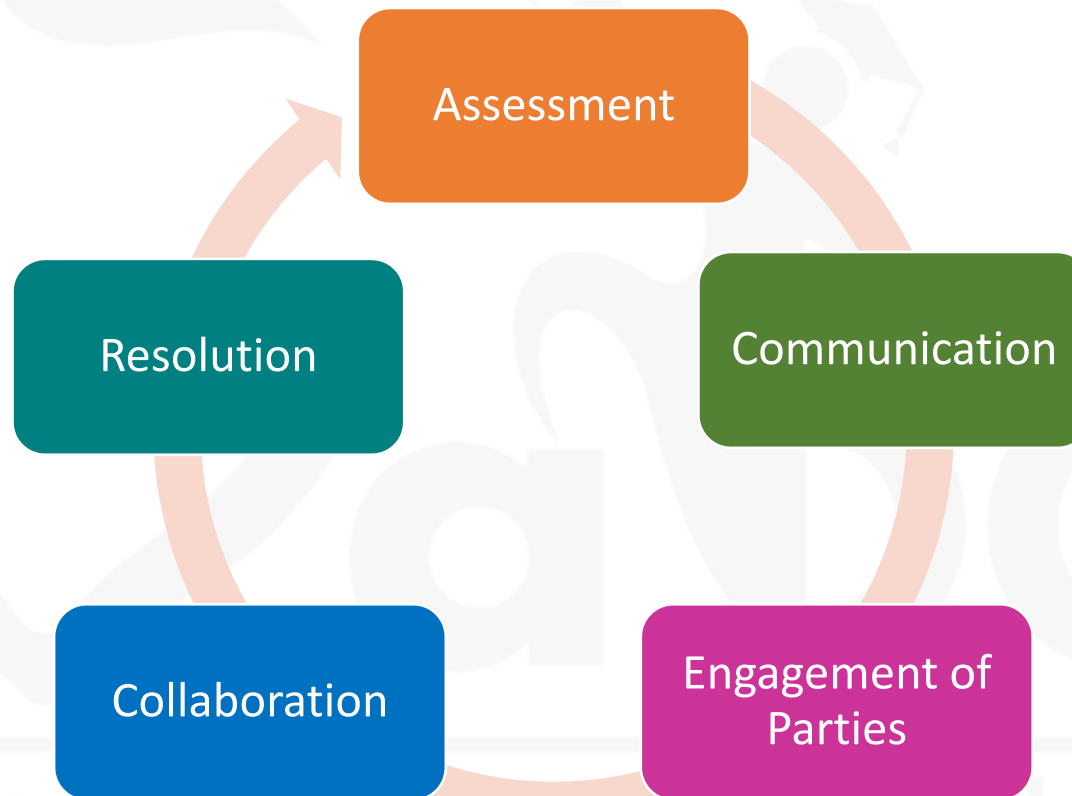 Assessment
Communication
Engagement of
Parties
Collaboration
Resolution